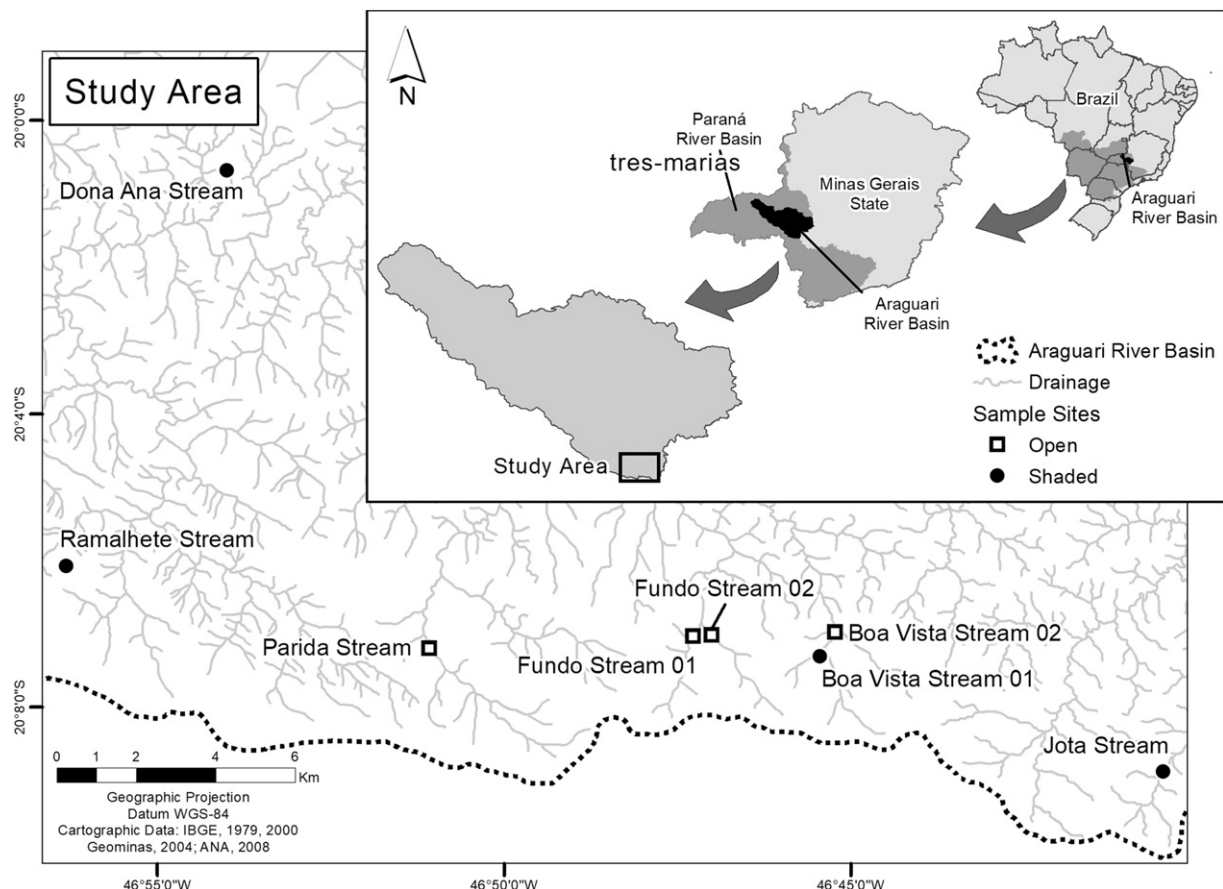 Study Area
N
Brazil
Araguari
River Basin
Paraná
River Basin
tres-marias
Minas Gerais
State
Araguari
River Basin
Study Area
Araguari River Basin
Drainage
Sample Sites
Open
Shaded
20°0'0"S
20°4'0"S
20°8'0"S
Dona Ana Stream
Ramalhete Stream
Parida Stream
Fundo Stream 01
Fundo Stream 02
Boa Vista Stream 02
Boa Vista Stream 01
Jota Stream
0 1 2 4 6
Km
Geographic Projection
Datum WGS-84
Cartographic Data: IBGE, 1979, 2000
Geominas, 2004; ANA, 2008
46°55'0"W 46°50'0"W 46°45'0"W